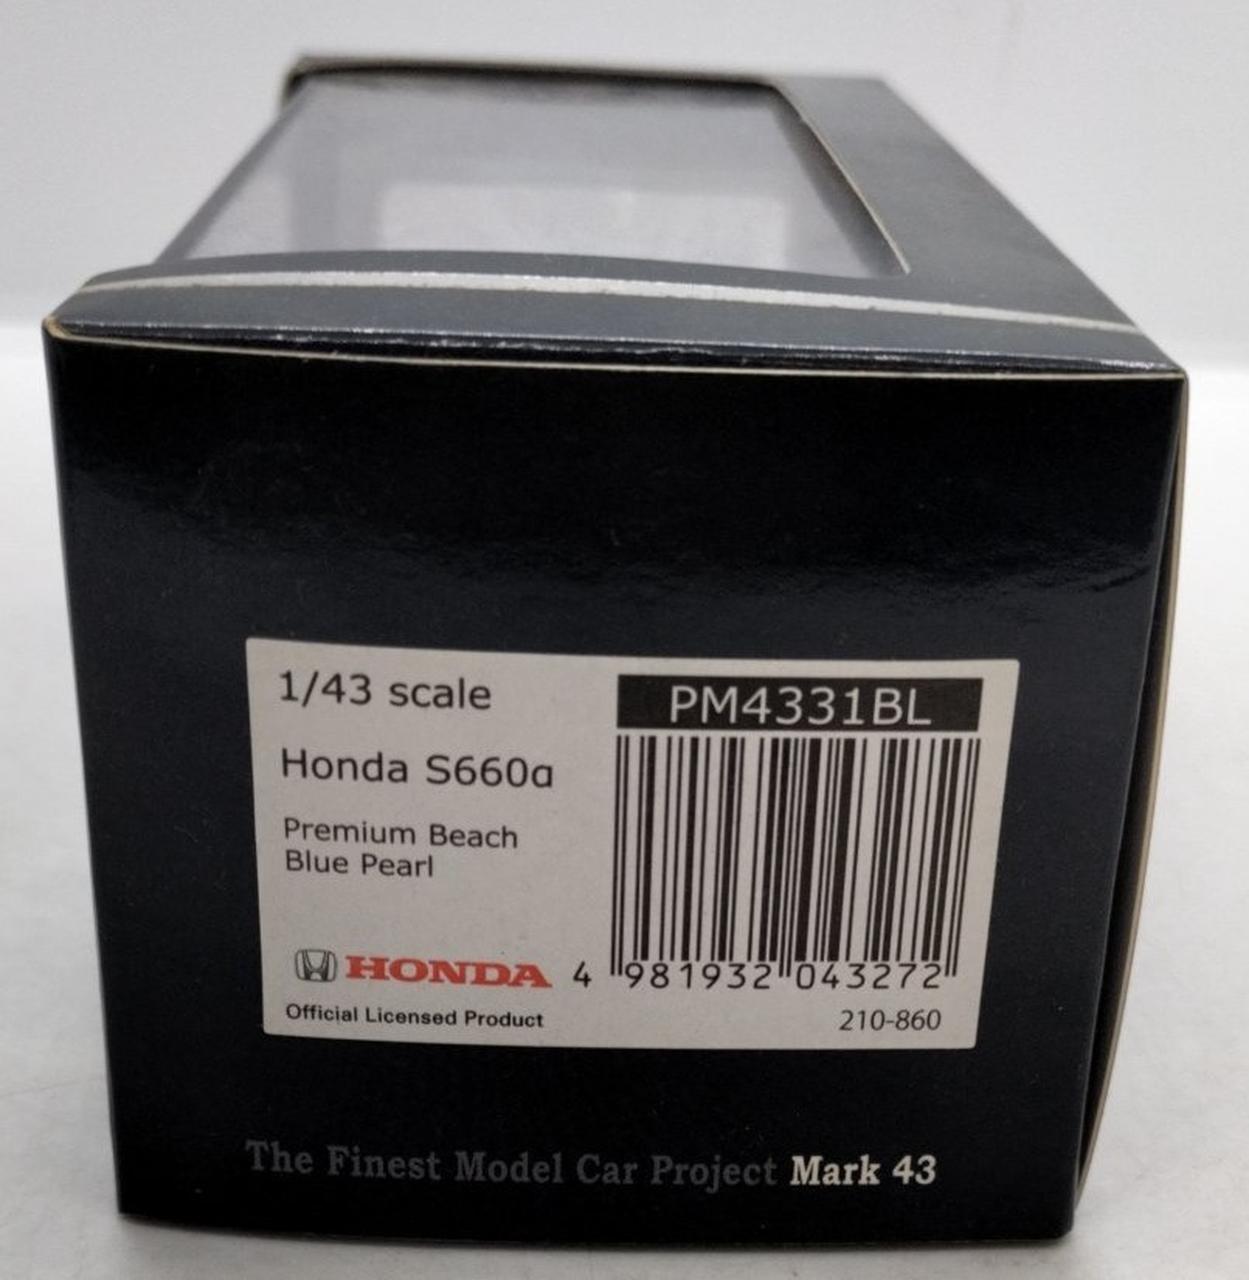 1/43 scale
PM4331BL
Honda S660α
Premium Beach
Blue Pearl
HONDA
4 981932 043272
Official Licensed Product
210-860
The Finest Model Car Project Mark 43